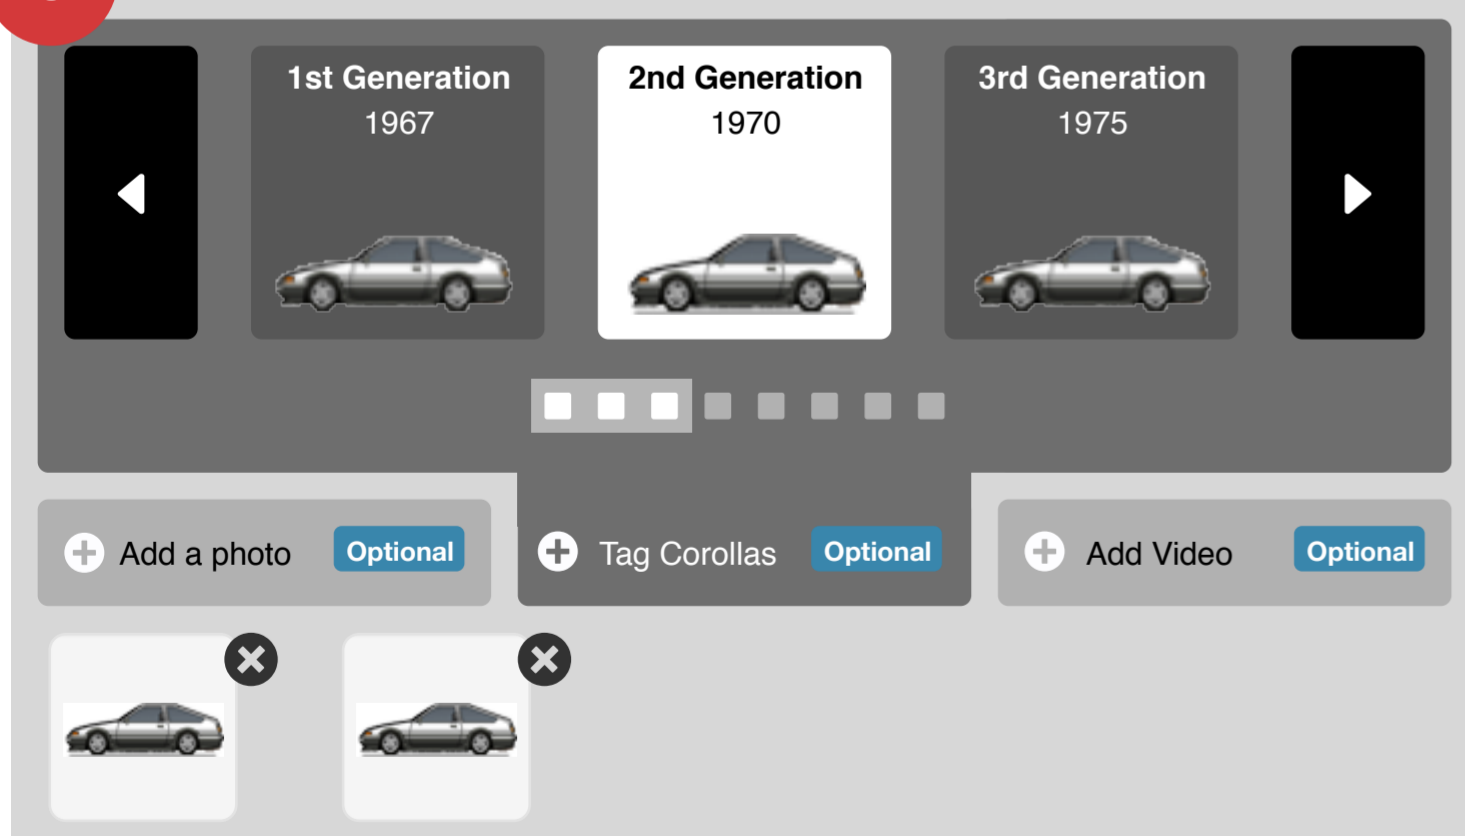 1st Generation
1967
2nd Generation
1970
3rd Generation
1975
Add a photo
Optional
Tag Corollas
Optional
Add Video
Optional